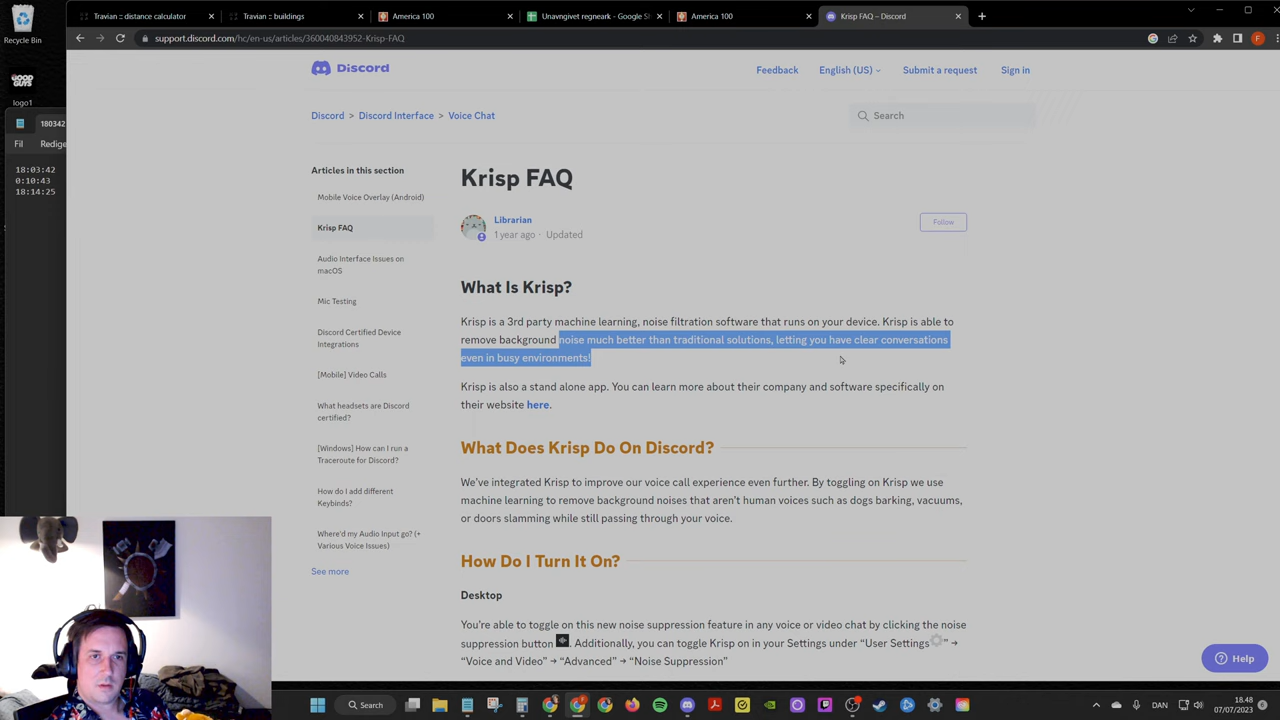 Travian :: distance calculator
Travian :: buildings
America 100
Unavngivet regneark - Google Sh
America 100
Krisp FAQ – Discord
support.discord.com/hc/en-us/articles/360040843952-Krisp-FAQ
Recycle Bin
GOOD GUYS
logo1
180342
Fil
Redige
18:03:42
0:10:43
18:14:25
Discord
Feedback
English (US)
Submit a request
Sign in
Discord > Discord Interface > Voice Chat
Search
Articles in this section
Mobile Voice Overlay (Android)
Krisp FAQ
Audio Interface Issues on
macOS
Mic Testing
Discord Certified Device
Integrations
[Mobile] Video Calls
What headsets are Discord
certified?
[Windows] How can I run a
Traceroute for Discord?
How do I add different
Keybinds?
Where'd my Audio Input go? (+
Various Voice Issues)
See more
Krisp FAQ
Librarian
1 year ago · Updated
Follow
What Is Krisp?
Krisp is a 3rd party machine learning, noise filtration software that runs on your device. Krisp is able to
remove background noise much better than traditional solutions, letting you have clear conversations
even in busy environments!
Krisp is also a stand alone app. You can learn more about their company and software specifically on
their website here.
What Does Krisp Do On Discord?
We've integrated Krisp to improve our voice call experience even further. By toggling on Krisp we use
machine learning to remove background noises that aren't human voices such as dogs barking, vacuums,
or doors slamming while still passing through your voice.
How Do I Turn It On?
Desktop
You're able to toggle on this new noise suppression feature in any voice or video chat by clicking the noise
suppression button . Additionally, you can toggle Krisp on in your Settings under “User Settings ” →
“Voice and Video” → “Advanced” → “Noise Suppression”
Help
Search
DAN
18.48
07/07/2023